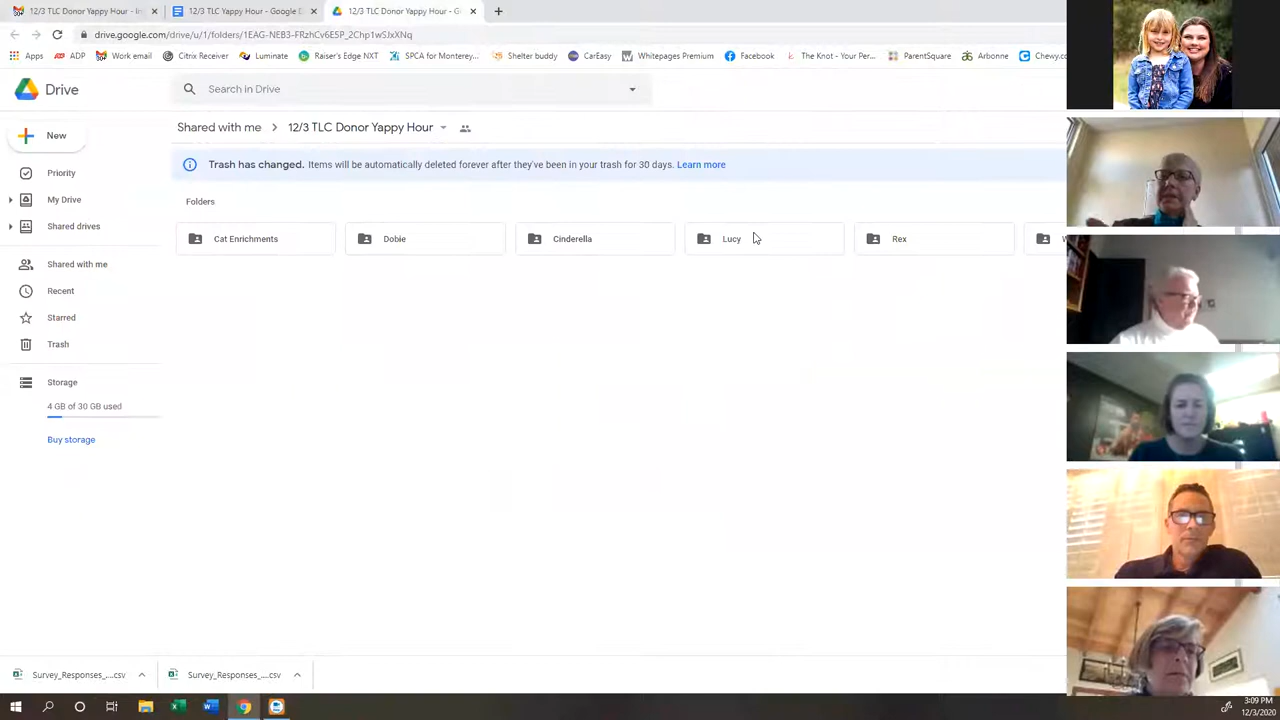 12/3 TLC Donor Yappy Hour - In
12/3 TLC Donor Yappy Hour - Google D
12/3 TLC Donor Yappy Hour - G
drive.google.com/drive/u/1/folders/
Apps ADP Work email Citrix Receiver Luminate Raiser's Edge NXT SPCA for Mon Shelter buddy CarEasy Whitepages Premium The Knot - Your Per... ParentSquare Arbonne Chewy.co
Drive
Search in Drive
New
Shared with me > 12/3 TLC Donor Yappy Hour
Trash has changed. Items will be automatically deleted forever after they've been in your trash for 30 days. Learn more
Priority
My Drive
Shared drives
Shared with me
Recent
Starred
Trash
Storage
4 GB of 30 GB used
Buy storage
Folders
Cat Enrichments Dobie Cinderella Lucy Rex
Survey_Responses_....csv Survey_Responses_....csv
3:09 PM
12/3/2020